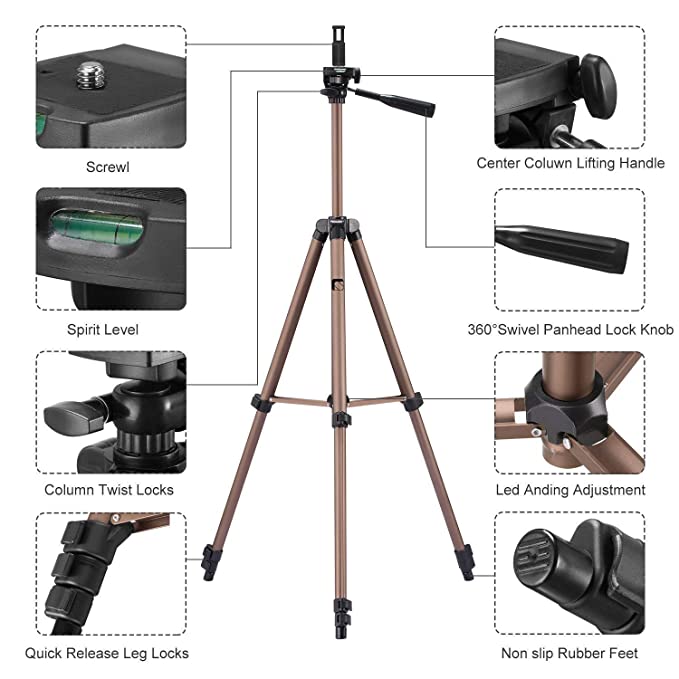 Screwl
Center Coluwn Lifting Handle
Spirit Level
360°Swivel Panhead Lock Knob
Column Twist Locks
Led Anding Adjustment
Quick Release Leg Locks
Non slip Rubber Feet